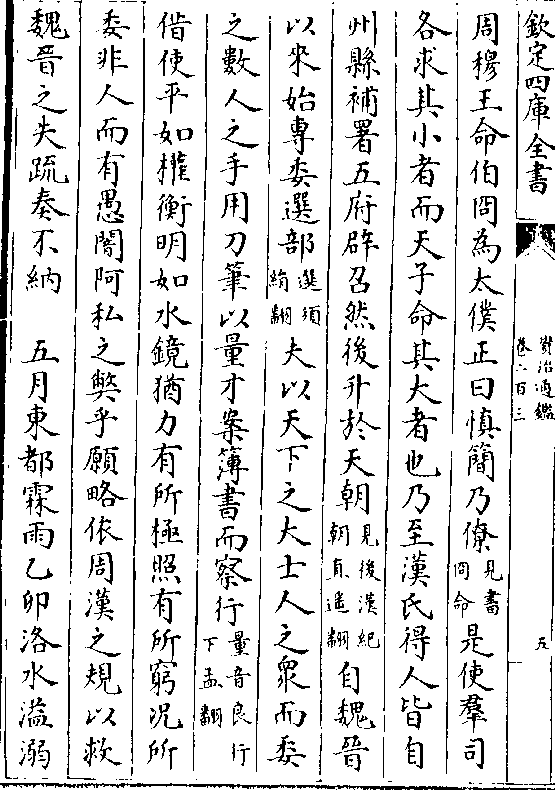 欽定四庫全書
資治通鑑
卷二百三
五
周穆王命伯冏為太僕正曰慎簡乃僚見書冏命是使羣司
各求其小者而天子命其大者也乃至漢氏得人皆自
州縣補署五府辟召然後升於天朝見後漢紀朝直遥翻自魏晉
以來始專委選部選須絹翻夫以天下之大士人之衆而委
之數人之手用刀筆以量才案簿書而察行量音良行下孟翻
借使平如權衡明如水鏡猶力有所極照有所窮况所
委非人而有愚闇阿私之弊乎願略依周漢之規以救
魏晉之失疏奏不納　五月東都霖雨乙卯洛水溢溺